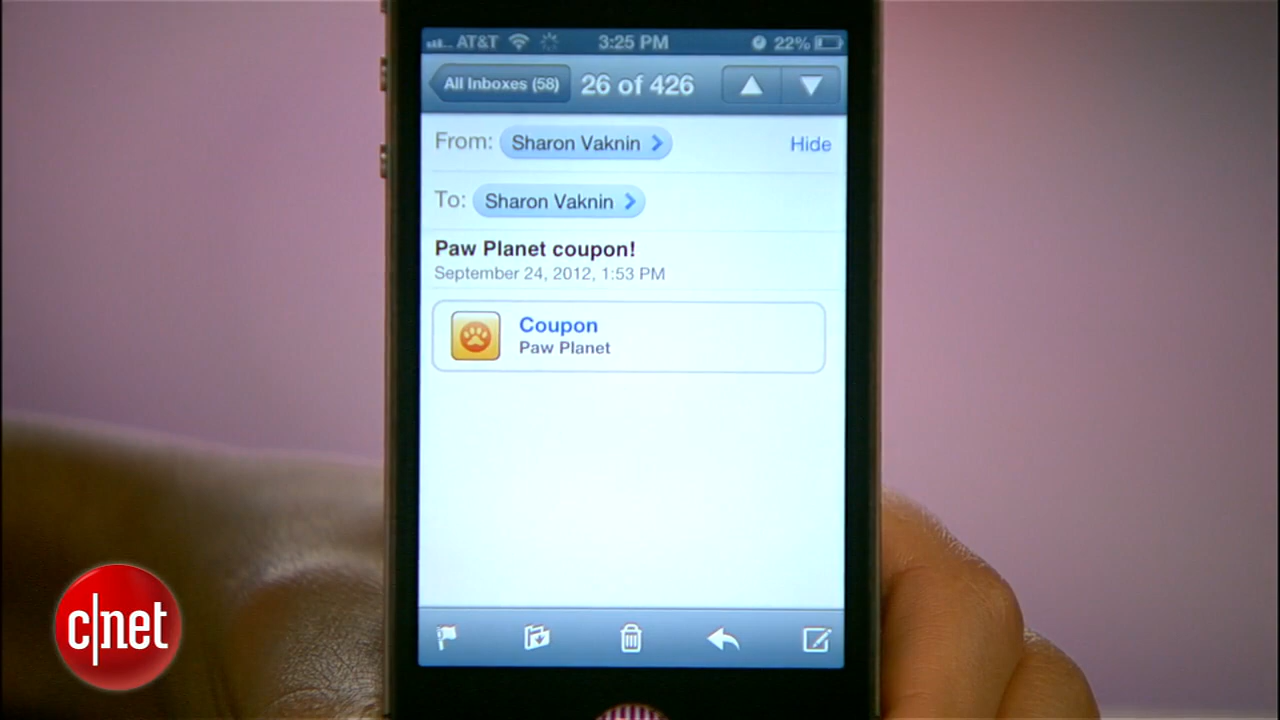 AT&T 3:25 PM 22%
All Inboxes (58) 26 of 426
From: Sharon Vaknin Hide
To: Sharon Vaknin
Paw Planet coupon!
September 24, 2012, 1:53 PM
Coupon
Paw Planet
c|net